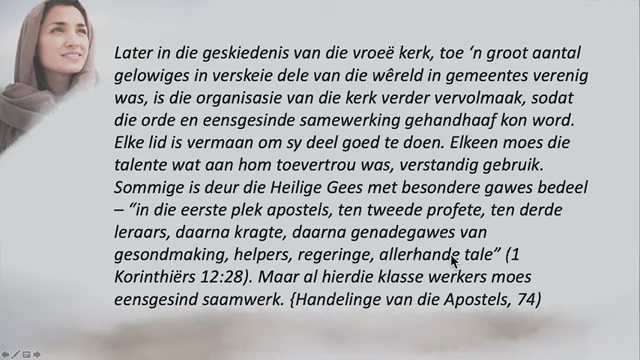 Later in die geskiedenis van die vroeë kerk, toe ‘n groot aantal
gelowiges in verskeie dele van die wêreld in gemeentes verenig
was, is die organisasie van die kerk verder vervolmaak, sodat
die orde en eensgesinde samewerking gehandhaaf kon word.
Elke lid is vermaan om sy deel goed te doen. Elkeen moes die
talente wat aan hom toevertrou was, verstandig gebruik.
Sommige is deur die Heilige Gees met besondere gawes bedeel
– “in die eerste plek apostels, ten tweede profete, ten derde
leraars, daarna kragte, daarna genadegawes van
gesondmaking, helpers, regeringe, allerhande tale” (1
Korinthiërs 12:28). Maar al hierdie klasse werkers moes
eensgesind saamwerk. {Handelinge van die Apostels, 74)